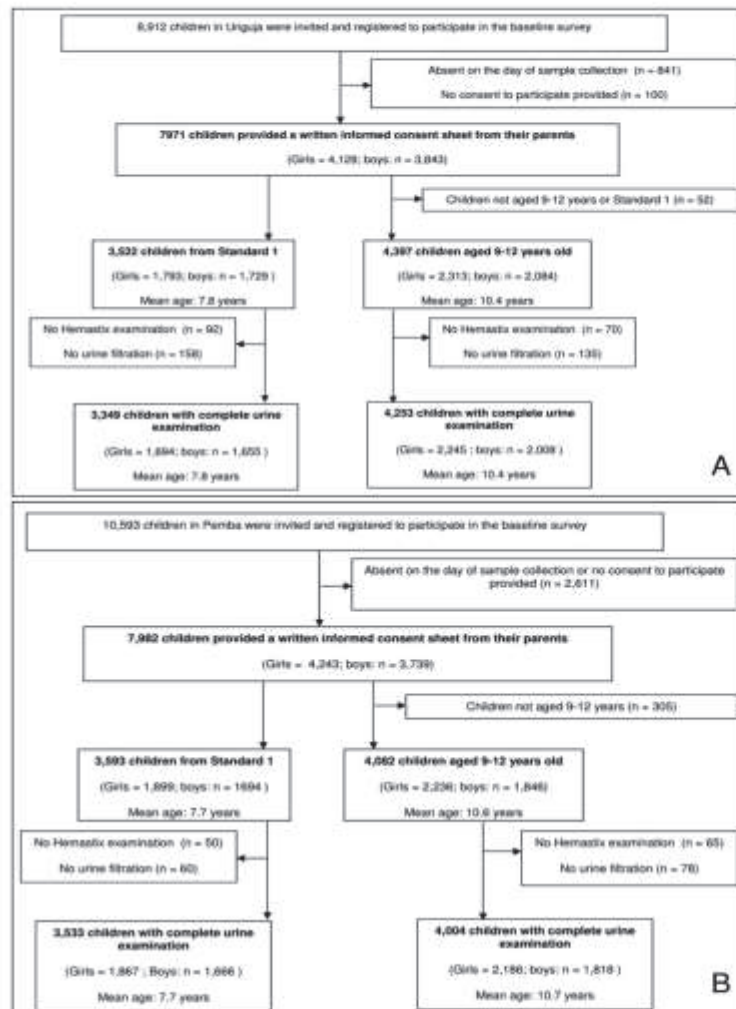 8,912 children in Unguja were invited and registered to participate in the baseline survey
Absent on the day of sample collection (n = 841)
No consent to participate provided (n = 100)
7971 children provided a written informed consent sheet from their parents
(Girls = 4,128; boys: n = 3,843)
Children not aged 9-12 years or Standard 1 (n = 52)
3,522 children from Standard 1
(Girls = 1,793; boys: n = 1,729 )
Mean age: 7.8 years
4,397 children aged 9-12 years old
(Girls = 2,313; boys: n = 2,084)
Mean age: 10.4 years
No Hemastix examination (n = 92)
No urine filtration (n = 158)
No Hemastix examination (n = 70)
No urine filtration (n = 135)
3,349 children with complete urine
examination
(Girls = 1,694; boys: n = 1,655 )
Mean age: 7.8 years
4,253 children with complete urine
examination
(Girls = 2,245 ; boys: n = 2,008 )
Mean age: 10.4 years
A
10,593 children in Pemba were invited and registered to participate in the baseline survey
Absent on the day of sample collection or no consent to participate
provided (n = 2,611)
7,982 children provided a written informed consent sheet from their parents
(Girls = 4,243; boys: n = 3,739)
Children not aged 9-12 years (n = 305)
3,593 children from Standard 1
(Girls = 1,899; boys: n = 1694 )
Mean age: 7.7 years
4,082 children aged 9-12 years old
(Girls = 2,236; boys: n = 1,846)
Mean age: 10.6 years
No Hemastix examination (n = 50)
No urine filtration (n = 60)
No Hemastix examination (n = 65)
No urine filtration (n = 78)
3,533 children with complete urine
examination
(Girls = 1,867 ; Boys: n = 1,666 )
Mean age: 7.7 years
4,004 children with complete urine
examination
(Girls = 2,186; boys: n = 1,818 )
Mean age: 10.7 years
B